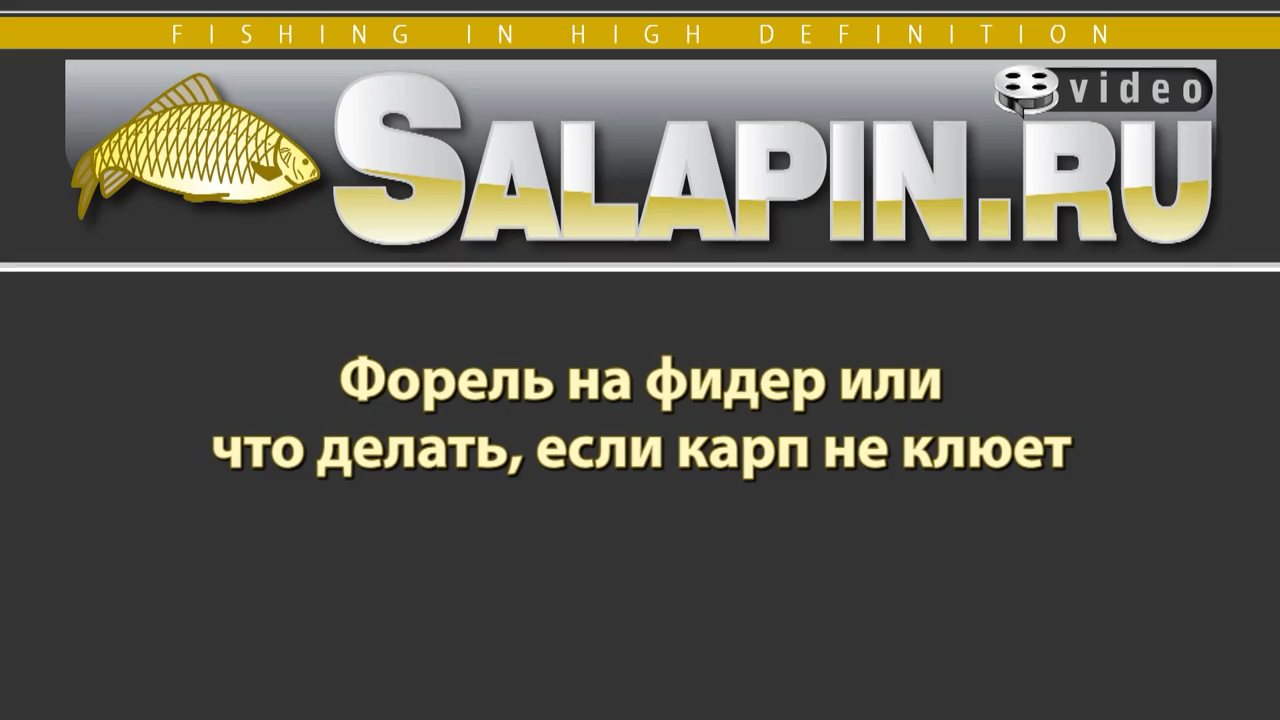 FISHING IN HIGH DEFINITION
video
SALAPIN.RU
Форель на фидер или
что делать, если карп не клюет